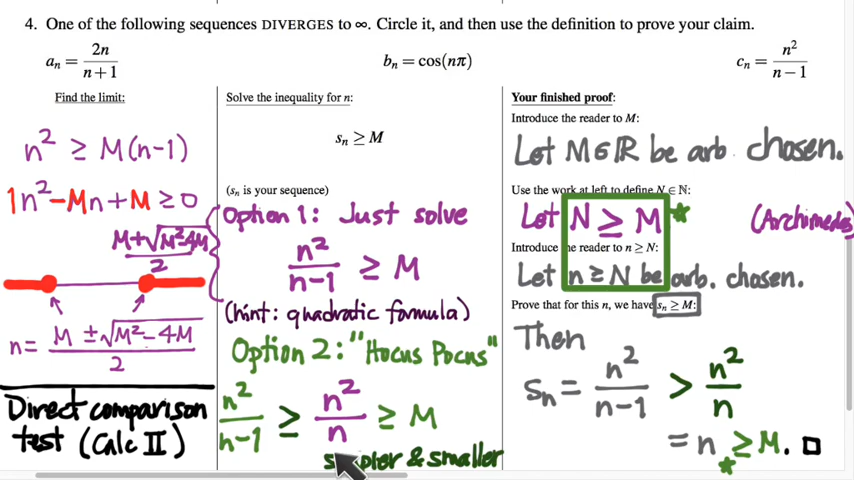 4. One of the following sequences DIVERGES to ∞. Circle it, and then use the definition to prove your claim.
a_n = 2n/(n+1)
b_n = cos(nπ)
c_n = n²/(n−1)
Find the limit:
n² ≥ M(n-1)
1n²-Mn+M ≥ 0
M+√(M²-4M)/2
n = M ± √(M²-4M)/2
Direct comparison
test (Calc II)
Solve the inequality for n:
s_n ≥ M
(s_n is your sequence)
Option 1: Just solve
n²/(n-1) ≥ M
(hint: quadratic formula)
Option 2: "Hocus Pocus"
n²/(n-1) ≥ n²/n ≥ M
& smaller
Your finished proof:
Introduce the reader to M:
Let M∈ℝ be arb. chosen.
Use the work at left to define N ∈ ℕ:
Let N ≥ M* (Archimedes)
Introduce the reader to n ≥ N:
Let n ≥ N be arb. chosen.
Prove that for this n, we have s_n ≥ M:
Then
s_n = n²/(n-1) > n²/n
= n ≥ M. □
*